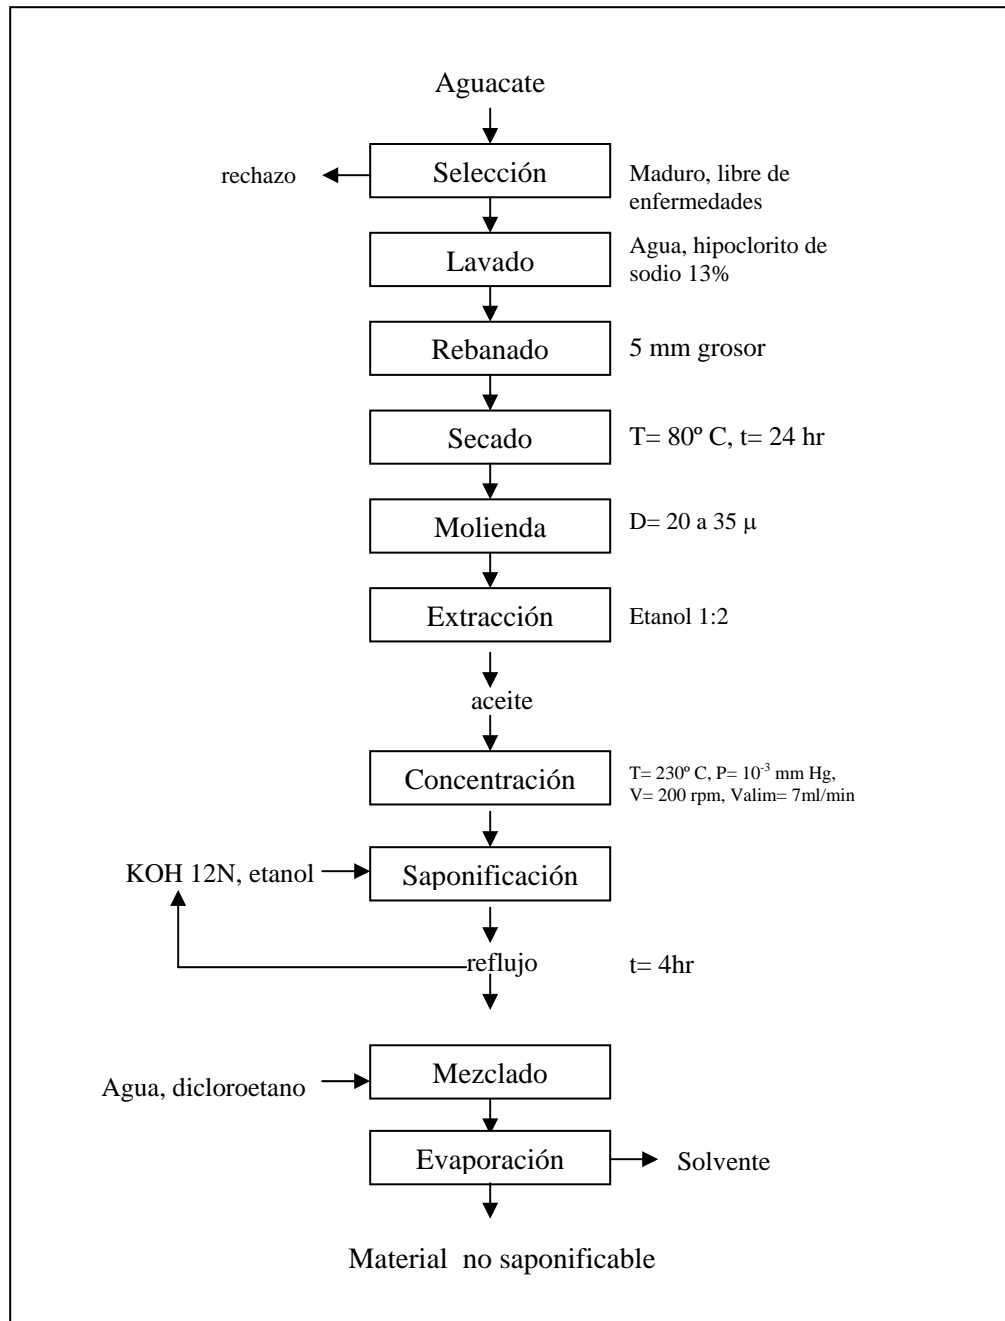 Aguacate
rechazo
Selección
Maduro, libre de
enfermedades
Lavado
Agua, hipoclorito de
sodio 13%
Rebanado
5 mm grosor
Secado
T= 80º C, t= 24 hr
Molienda
D= 20 a 35 μ
Extracción
Etanol 1:2
aceite
Concentración
T= 230º C, P= 10⁻³ mm Hg,
V= 200 rpm, Valim= 7ml/min
KOH 12N, etanol
Saponificación
reflujo
t= 4hr
Mezclado
Agua, dicloroetano
Evaporación
Solvente
Material no saponificable